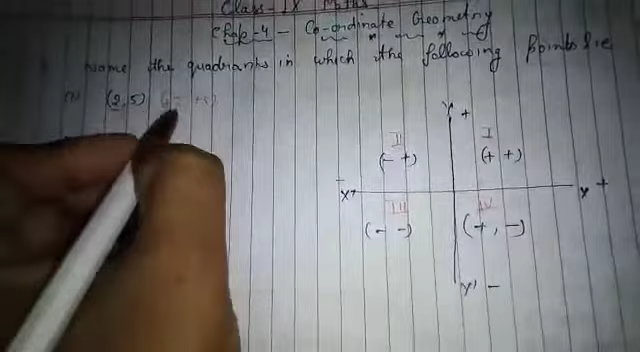 Class-IX Maths
Chap-4 - Co-ordinate Geometry
Name the quadrants in which the following points lie
(i) (2,5)
Y +
II I
(- +) (+ +)
- X' +
III IV
(- -) (+, -)
Y' -